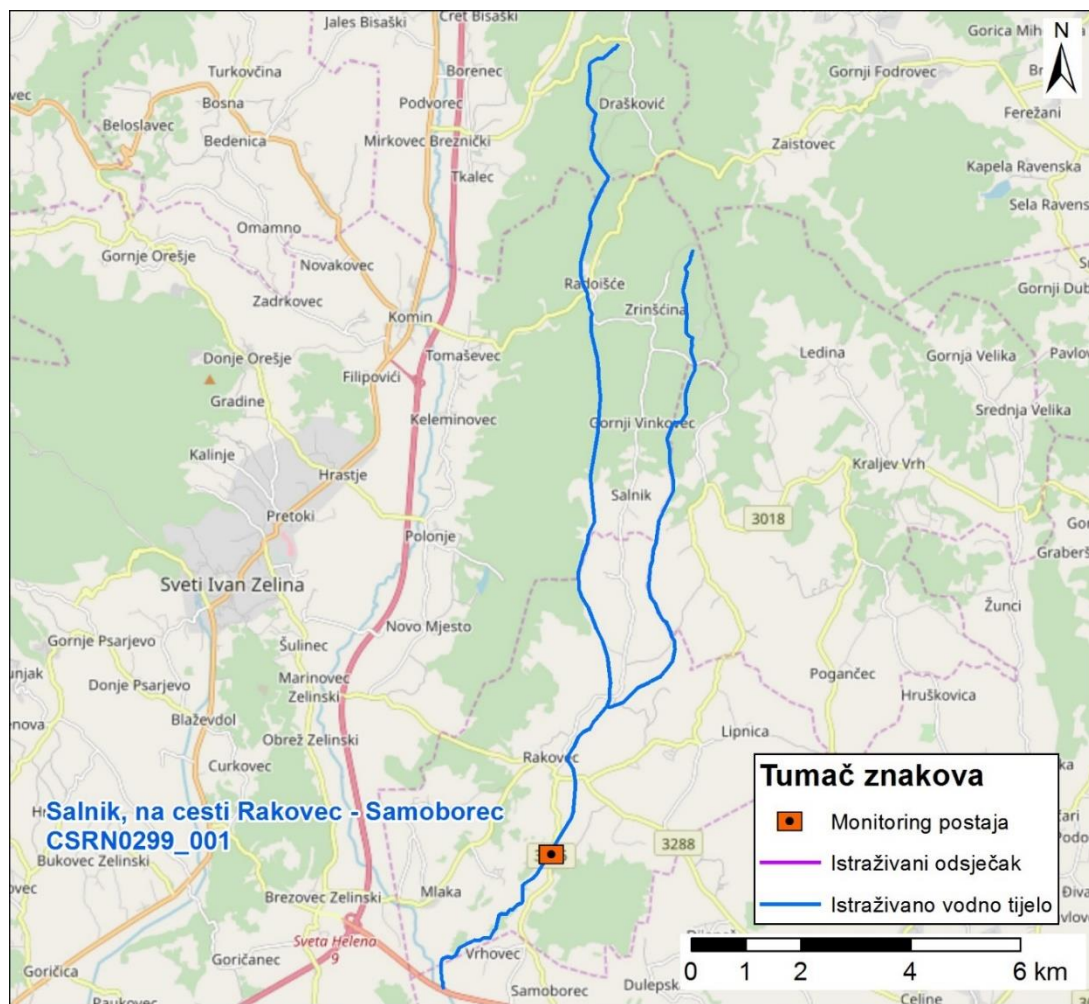 Jales Bisaški
Cret Bisaški
Gorica Mih
N
Turkovčina
Borenec
Gornji Fodrovec
Bosna
Podvorec
Drašković
Beloslavec
Ferežani
Bedenica
Mirkovec Breznički
Zaistovec
Kapela Ravenska
Tkalec
Sela Ravens
Omamno
Gornje Orešje
Novakovec
Radoišće
Gornji Dub
Zadrkovec
Komin
Zrinšćina
Donje Orešje
Tomaševec
Ledina
Gornja Velika
Pavlov
Filipovići
Gradine
Keleminovec
Srednja Velika
Gornji Vinkovec
Kalinje
Hrastje
Kraljev Vrh
Salnik
Pretoki
3018
Polonje
Graberš
Sveti Ivan Zelina
Žunci
Novo Mjesto
Gornje Psarjevo
Šulinec
Pogančec
Donje Psarjevo
Marinovec
Zelinski
Hruškovica
Blaževdol
Obrež Zelinski
Lipnica
Rakovec
Curkovec
Salnik, na cesti Rakovec - Samoborec
CSRN0299_001
3288
Bukovec Zelinski
Mlaka
Brezovec Zelinski
Sveta Helena
9
Vrhovec
Goričica
Goričanec
Samoborec
Dulepska
Celine
Tumač znakova
Monitoring postaja
Istraživani odsječak
Istraživano vodno tijelo
0 1 2 4 6 km